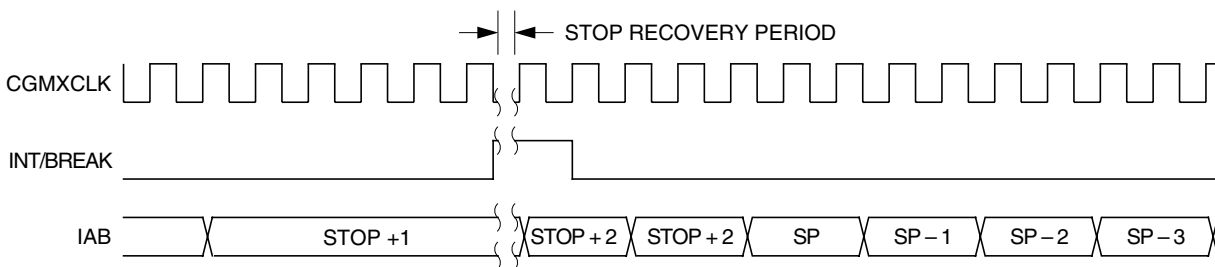 STOP RECOVERY PERIOD
CGMXCLK
INT/BREAK
IAB STOP +1 STOP + 2 STOP + 2 SP SP – 1 SP – 2 SP – 3